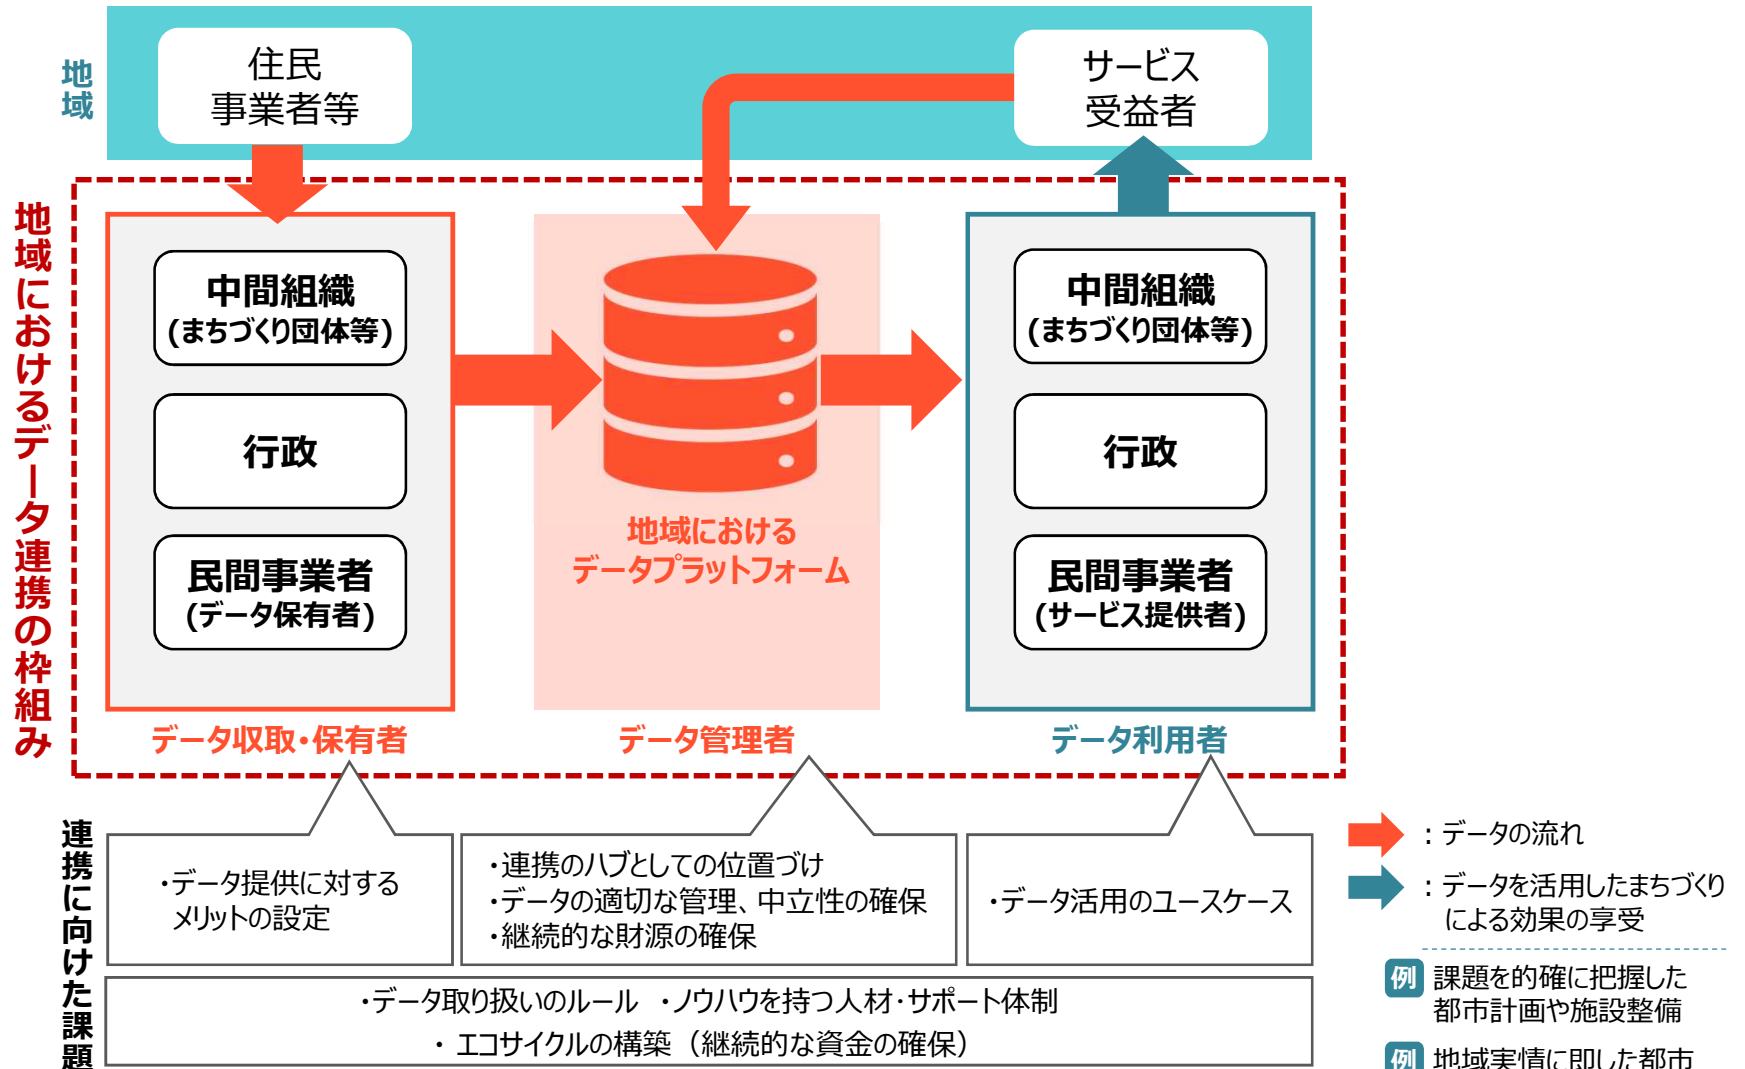 地域
住民
事業者等
サービス
受益者
地域におけるデータ連携の枠組み
中間組織
(まちづくり団体等)
行政
民間事業者
(データ保有者)
データ収取・保有者
地域における
データプラットフォーム
データ管理者
中間組織
(まちづくり団体等)
行政
民間事業者
(サービス提供者)
データ利用者
連携に向けた課題
・データ提供に対する
メリットの設定
・連携のハブとしての位置づけ
・データの適切な管理、中立性の確保
・継続的な財源の確保
・データ活用のユースケース
・データ取り扱いのルール ・ノウハウを持つ人材・サポート体制
・ エコサイクルの構築（継続的な資金の確保）
：データの流れ
：データを活用したまちづくり
による効果の享受
例 課題を的確に把握した
都市計画や施設整備
例 地域実情に即した都市